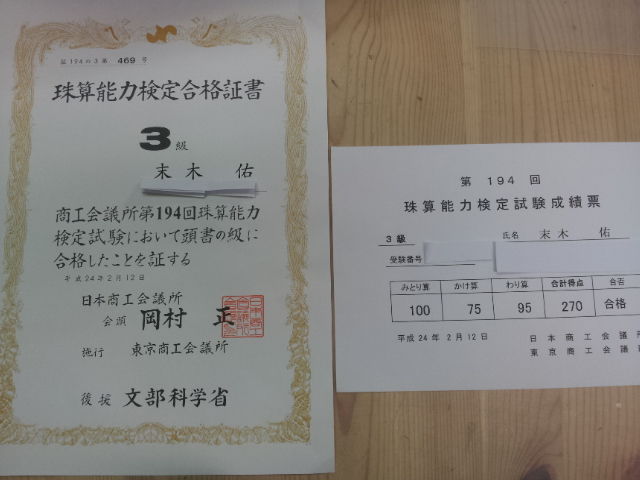 証194の3第 469 号
珠算能力検定合格証書
3級
末木 佑
商工会議所第194回珠算能力
検定試験において頭書の級に
合格したことを証する
平成24年2月12日
日本商工会議所
会頭 岡村 正
施行 東京商工会議所
後援 文部科学省
第 194 回
珠算能力検定試験成績票
3級 氏名 末木 佑
受験番号
みとり算 かけ算 わり算 合計得点 合否
100 75 95 270 合格
平成24年 2月12日 日本商工会議
東京商工会議